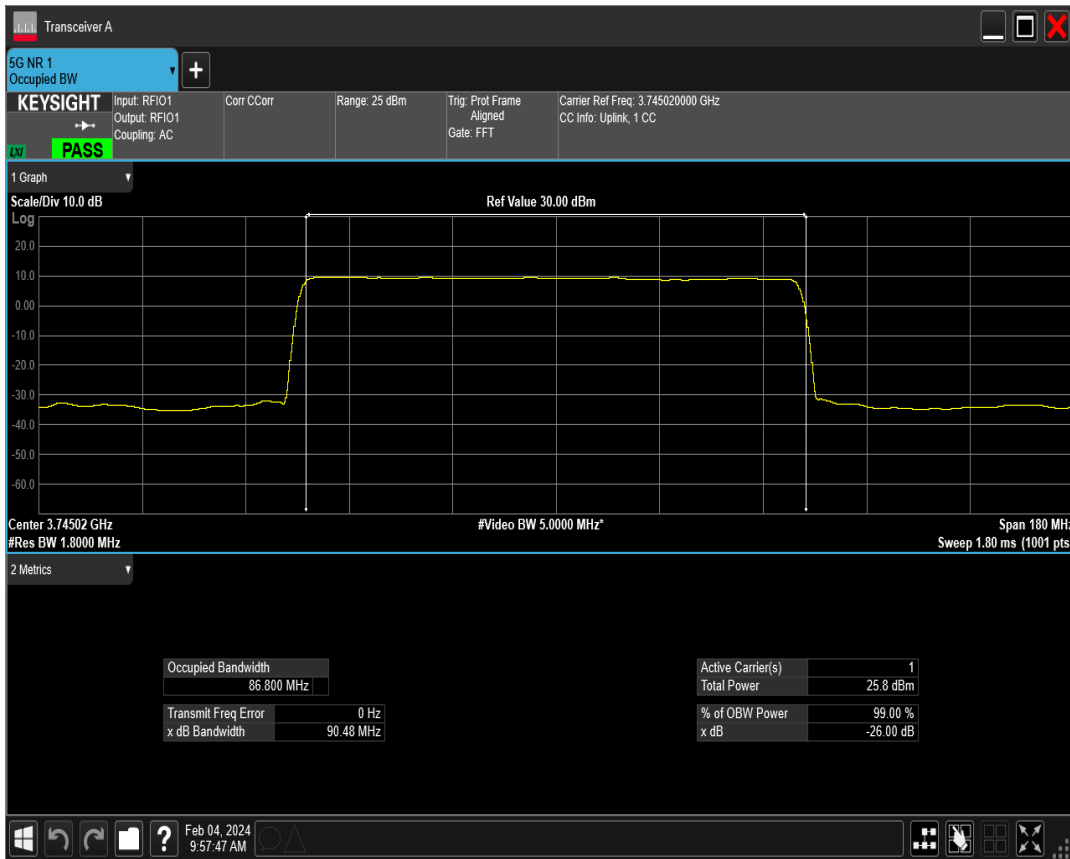 Transceiver A
5G NR 1
Occupied BW
+
KEYSIGHT
Input: RFIO1
Output: RFIO1
Coupling: AC
Corr CCorr
Range: 25 dBm
Trig: Prot Frame
Aligned
Gate: FFT
Carrier Ref Freq: 3.745020000 GHz
CC Info: Uplink, 1 CC
LXI
PASS
1 Graph
Scale/Div 10.0 dB
Ref Value 30.00 dBm
Log
20.0
10.0
0.00
-10.0
-20.0
-30.0
-40.0
-50.0
-60.0
Center 3.74502 GHz
#Video BW 5.0000 MHz*
Span 180 MHz
#Res BW 1.8000 MHz
Sweep 1.80 ms (1001 pts
2 Metrics
Occupied Bandwidth
86.800 MHz
Transmit Freq Error 0 Hz
x dB Bandwidth 90.48 MHz
Active Carrier(s) 1
Total Power 25.8 dBm
% of OBW Power 99.00 %
x dB -26.00 dB
?
Feb 04, 2024
9:57:47 AM